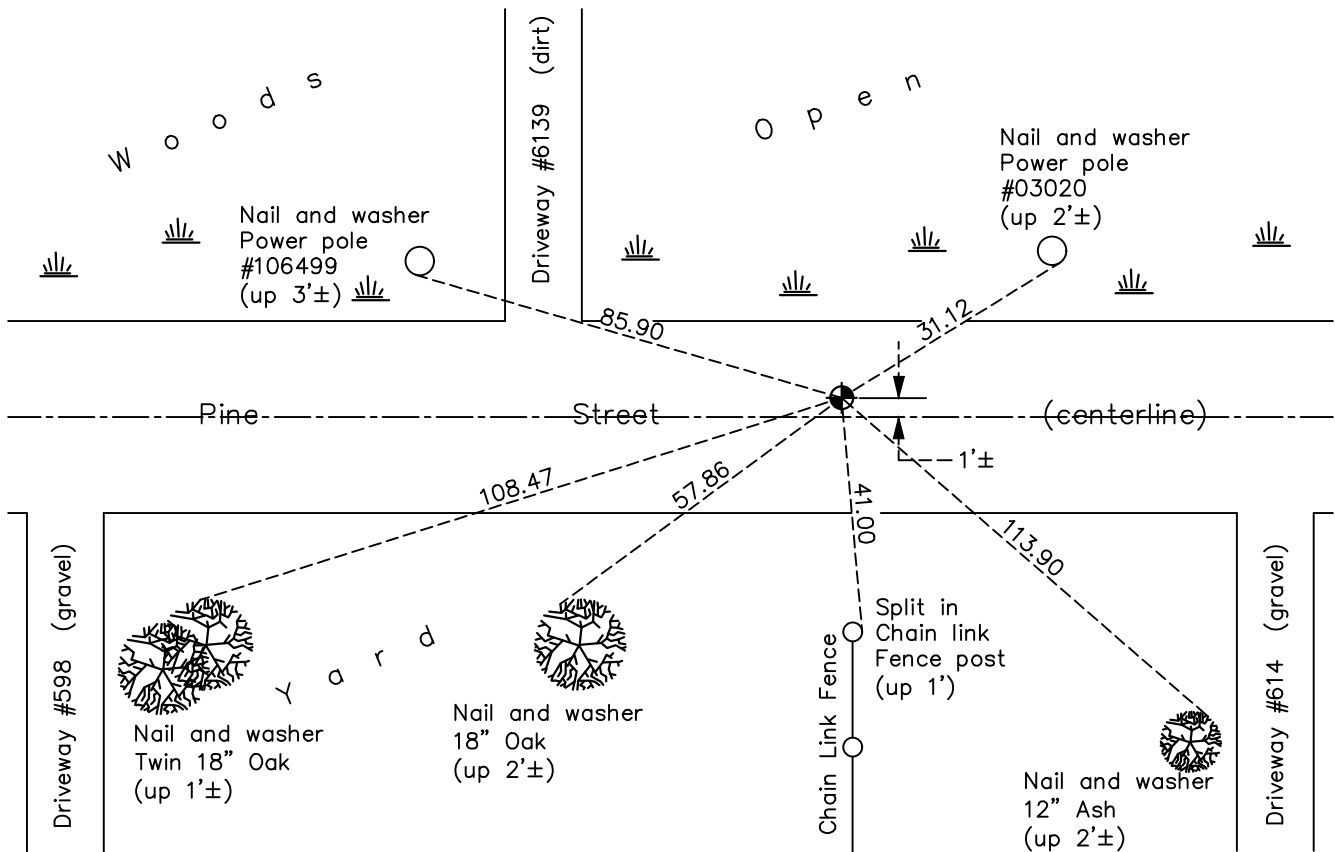 Woods
Open
Driveway #6139 (dirt)
Nail and washer
Power pole
#03020
(up 2'±)
Nail and washer
Power pole
#106499
(up 3'±)
85.90
31.12
Pine Street (centerline)
1'±
108.47
57.86
41.00
113.90
Driveway #598 (gravel)
Yard
Split in
Chain link
Fence post
(up 1')
Chain Link Fence
Driveway #614 (gravel)
Nail and washer
Twin 18" Oak
(up 1'±)
Nail and washer
18" Oak
(up 2'±)
Nail and washer
12" Ash
(up 2'±)